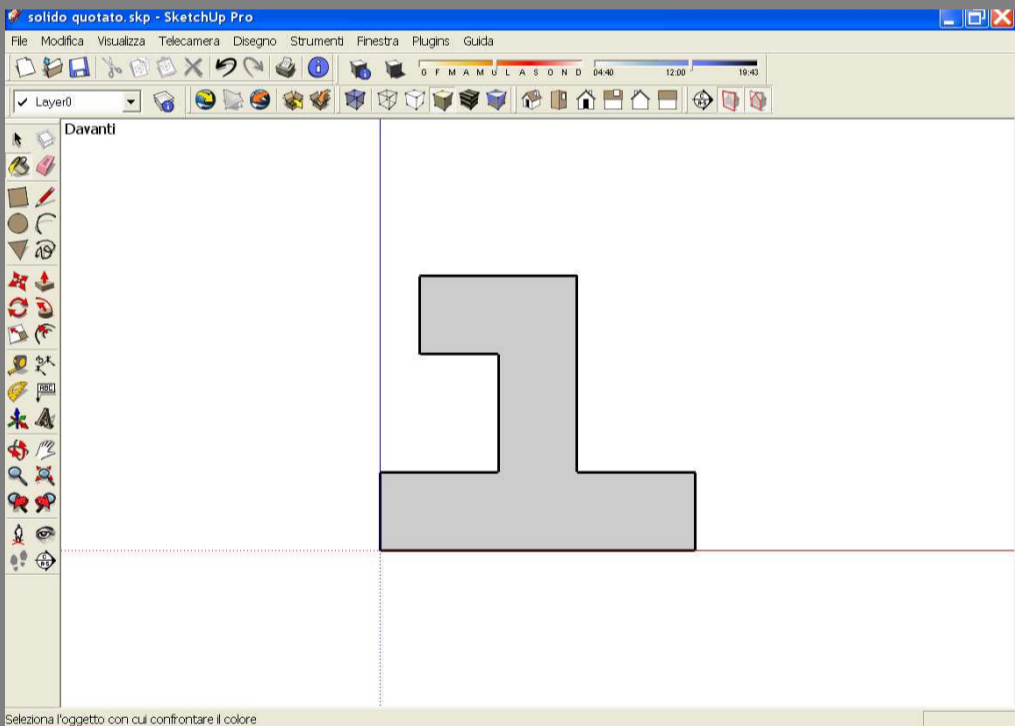 solido quotato.skp - SketchUp Pro
File Modifica Visualizza Telecamera Disegno Strumenti Finestra Plugins Guida
G F M A M L A S O N D 04:40 12:00 19:43
Layer0
Davanti
ABC
Seleziona l'oggetto con cui confrontare il colore